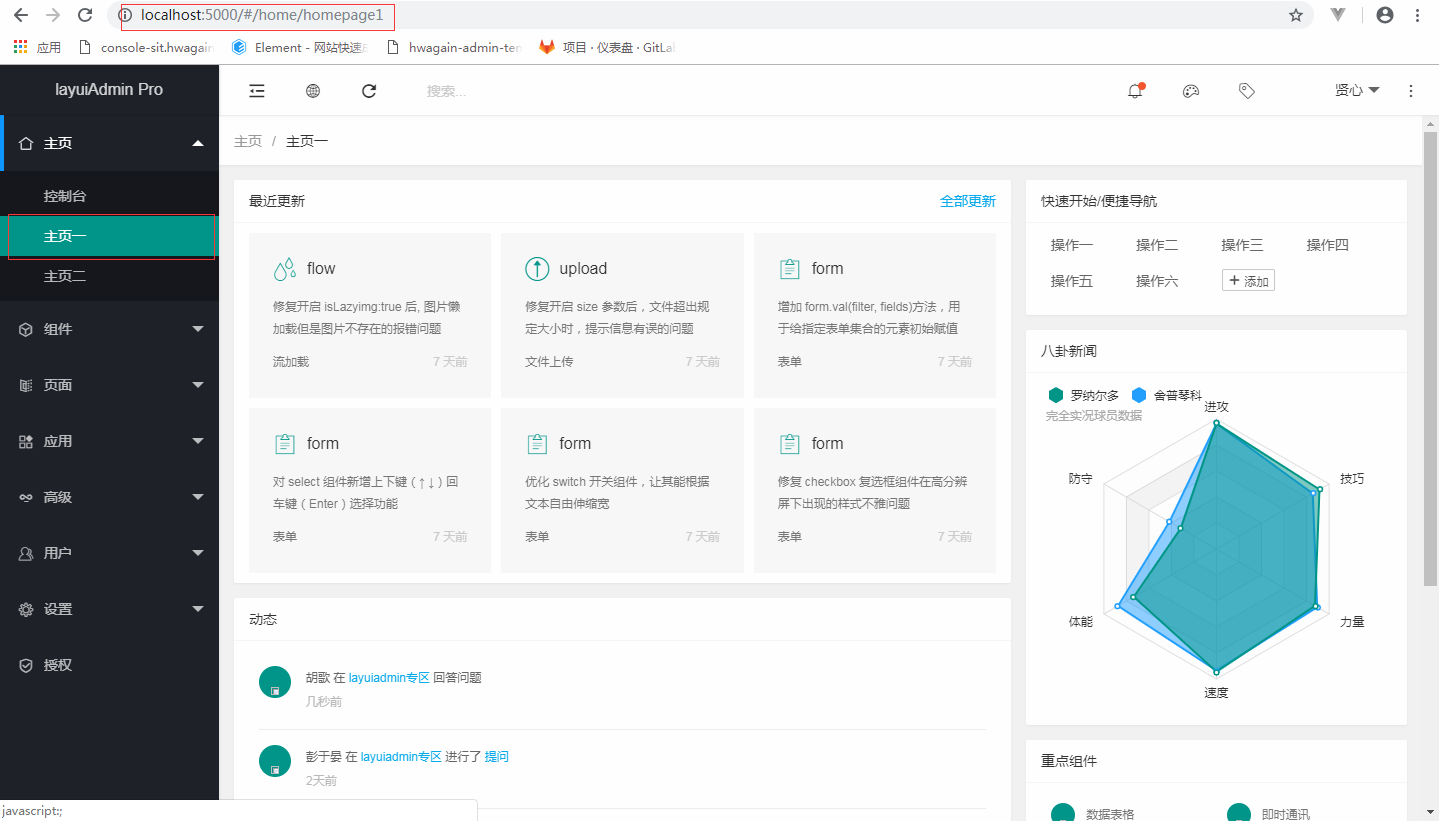 localhost:5000/#/home/homepage1
应用 console-sit.hwagain Element - 网站快速 hwagain-admin-ten 项目 · 仪表盘 · GitLab
layuiAdmin Pro
搜索...
贤心
主页
控制台
主页一
主页二
组件
页面
应用
高级
用户
设置
授权
主页 / 主页一
最近更新 全部更新
flow
修复开启 isLazyimg:true 后, 图片懒
加载但是图片不存在的报错问题
流加载 7 天前
upload
修复开启 size 参数后，文件超出规
定大小时，提示信息有误的问题
文件上传 7 天前
form
增加 form.val(filter, fields)方法，用
于给指定表单集合的元素初始赋值
表单 7 天前
form
对 select 组件新增上下键 ( ↑ ↓ ) 回
车键 ( Enter ) 选择功能
表单 7 天前
form
优化 switch 开关组件，让其能根据
文本自由伸缩宽
表单 7 天前
form
修复 checkbox 复选框组件在高分辨
屏下出现的样式不雅问题
表单 7 天前
动态
胡歌 在 layuiadmin专区 回答问题
几秒前
彭于晏 在 layuiadmin专区 进行了 提问
2天前
快速开始/便捷导航
操作一 操作二 操作三 操作四
操作五 操作六 + 添加
八卦新闻
罗纳尔多 舍普琴科
完全实况球员数据
进攻
防守
技巧
体能
力量
速度
重点组件
数据表格 即时通讯
javascript:;